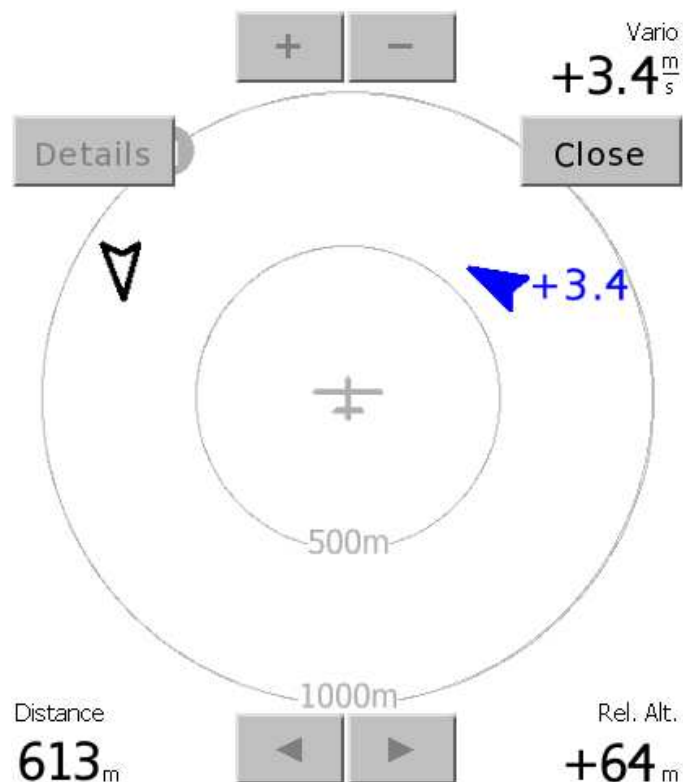 + −
Vario
+3.4 m/s
Details
Close
+3.4
500m
1000m
Distance
613m
Rel. Alt.
+64m